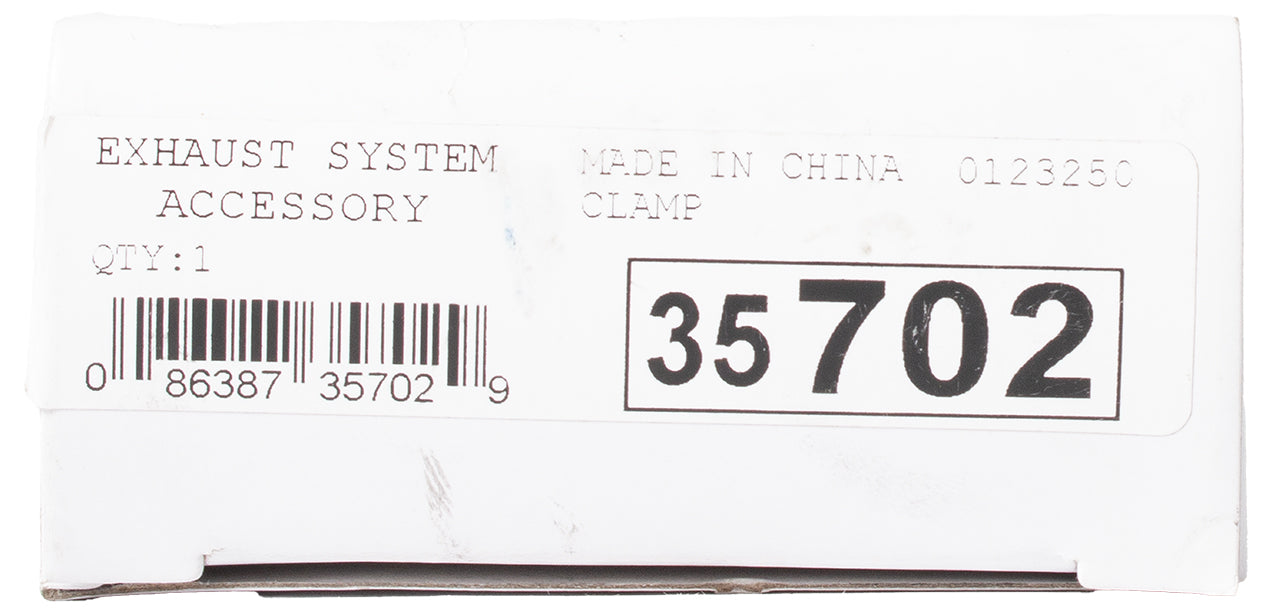 EXHAUST SYSTEM
ACCESSORY
QTY:1
0 86387 35702 9
MADE IN CHINA 0123250
CLAMP
35702